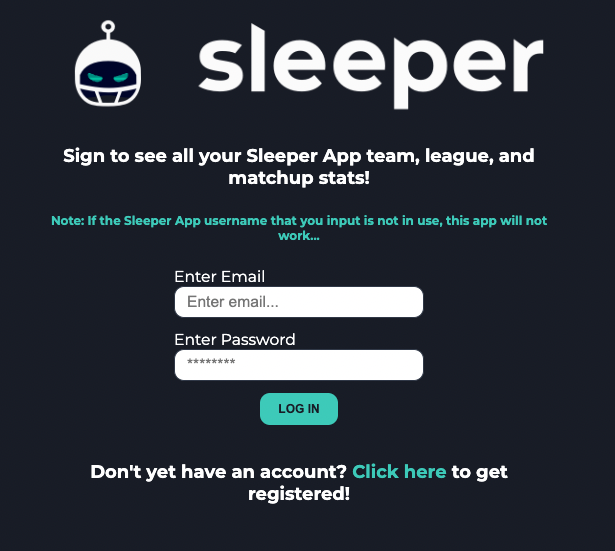 sleeper
Sign to see all your Sleeper App team, league, and
matchup stats!
Note: If the Sleeper App username that you input is not in use, this app will not
work...
Enter Email
Enter email...
Enter Password
********
LOG IN
Don't yet have an account? Click here to get
registered!